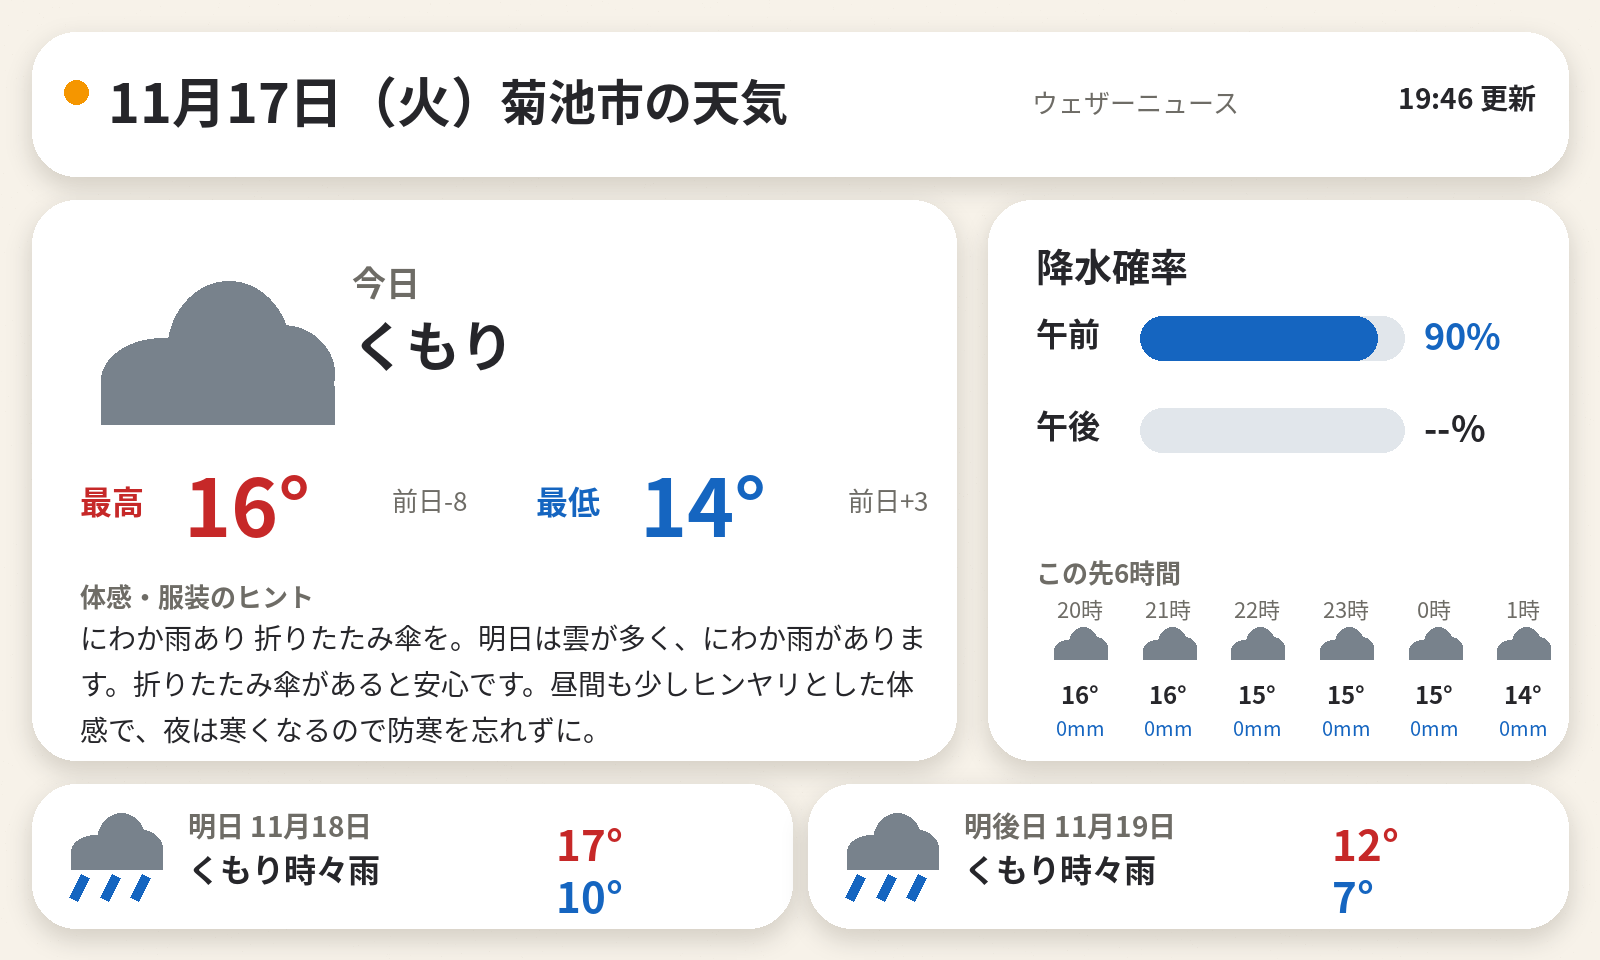 11月17日（火）菊池市の天気
ウェザーニュース
19:46 更新
今日
くもり
最高 16° 前日-8 最低 14° 前日+3
体感・服装のヒント
にわか雨あり 折りたたみ傘を。明日は雲が多く、にわか雨がありま
す。折りたたみ傘があると安心です。昼間も少しヒンヤリとした体
感で、夜は寒くなるので防寒を忘れずに。
降水確率
午前 90%
午後 --%
この先6時間
20時 21時 22時 23時 0時 1時
16° 16° 15° 15° 15° 14°
0mm 0mm 0mm 0mm 0mm 0mm
明日 11月18日
くもり時々雨
17°
10°
明後日 11月19日
くもり時々雨
12°
7°